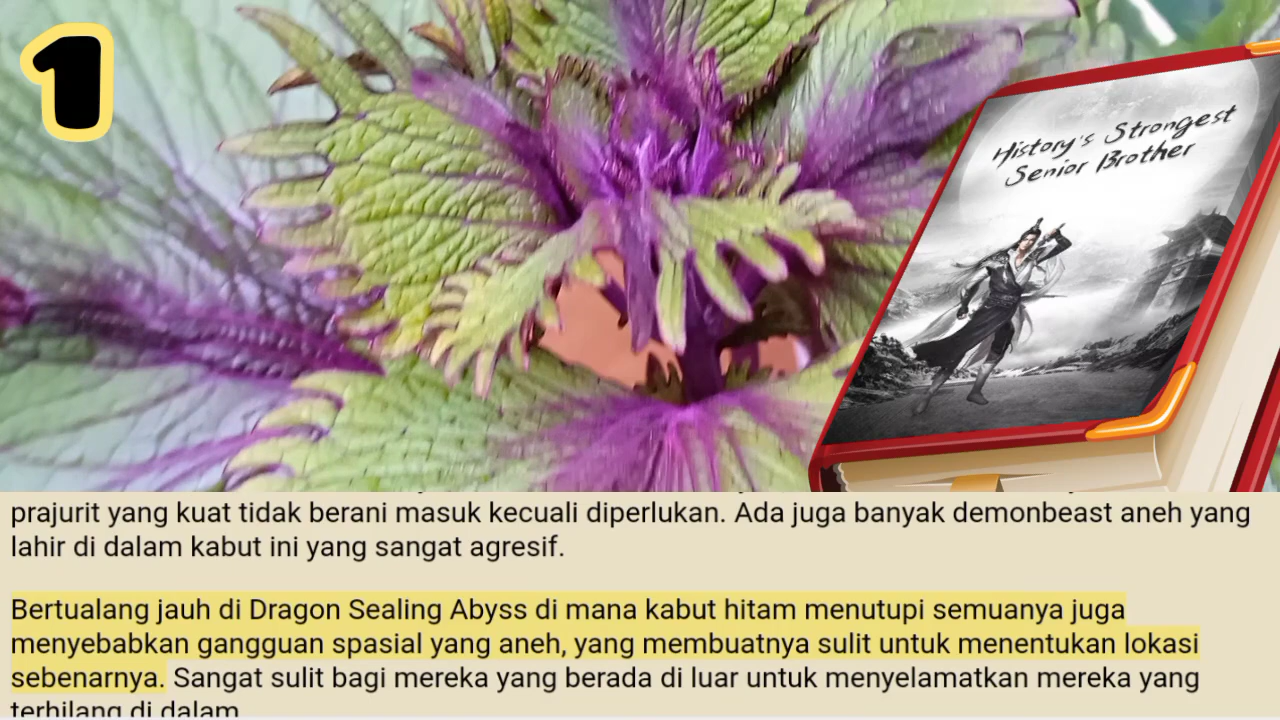 1
History's Strongest
Senior Brother
prajurit yang kuat tidak berani masuk kecuali diperlukan. Ada juga banyak demonbeast aneh yang
lahir di dalam kabut ini yang sangat agresif.
Bertualang jauh di Dragon Sealing Abyss di mana kabut hitam menutupi semuanya juga
menyebabkan gangguan spasial yang aneh, yang membuatnya sulit untuk menentukan lokasi
sebenarnya. Sangat sulit bagi mereka yang berada di luar untuk menyelamatkan mereka yang
terhilang di dalam